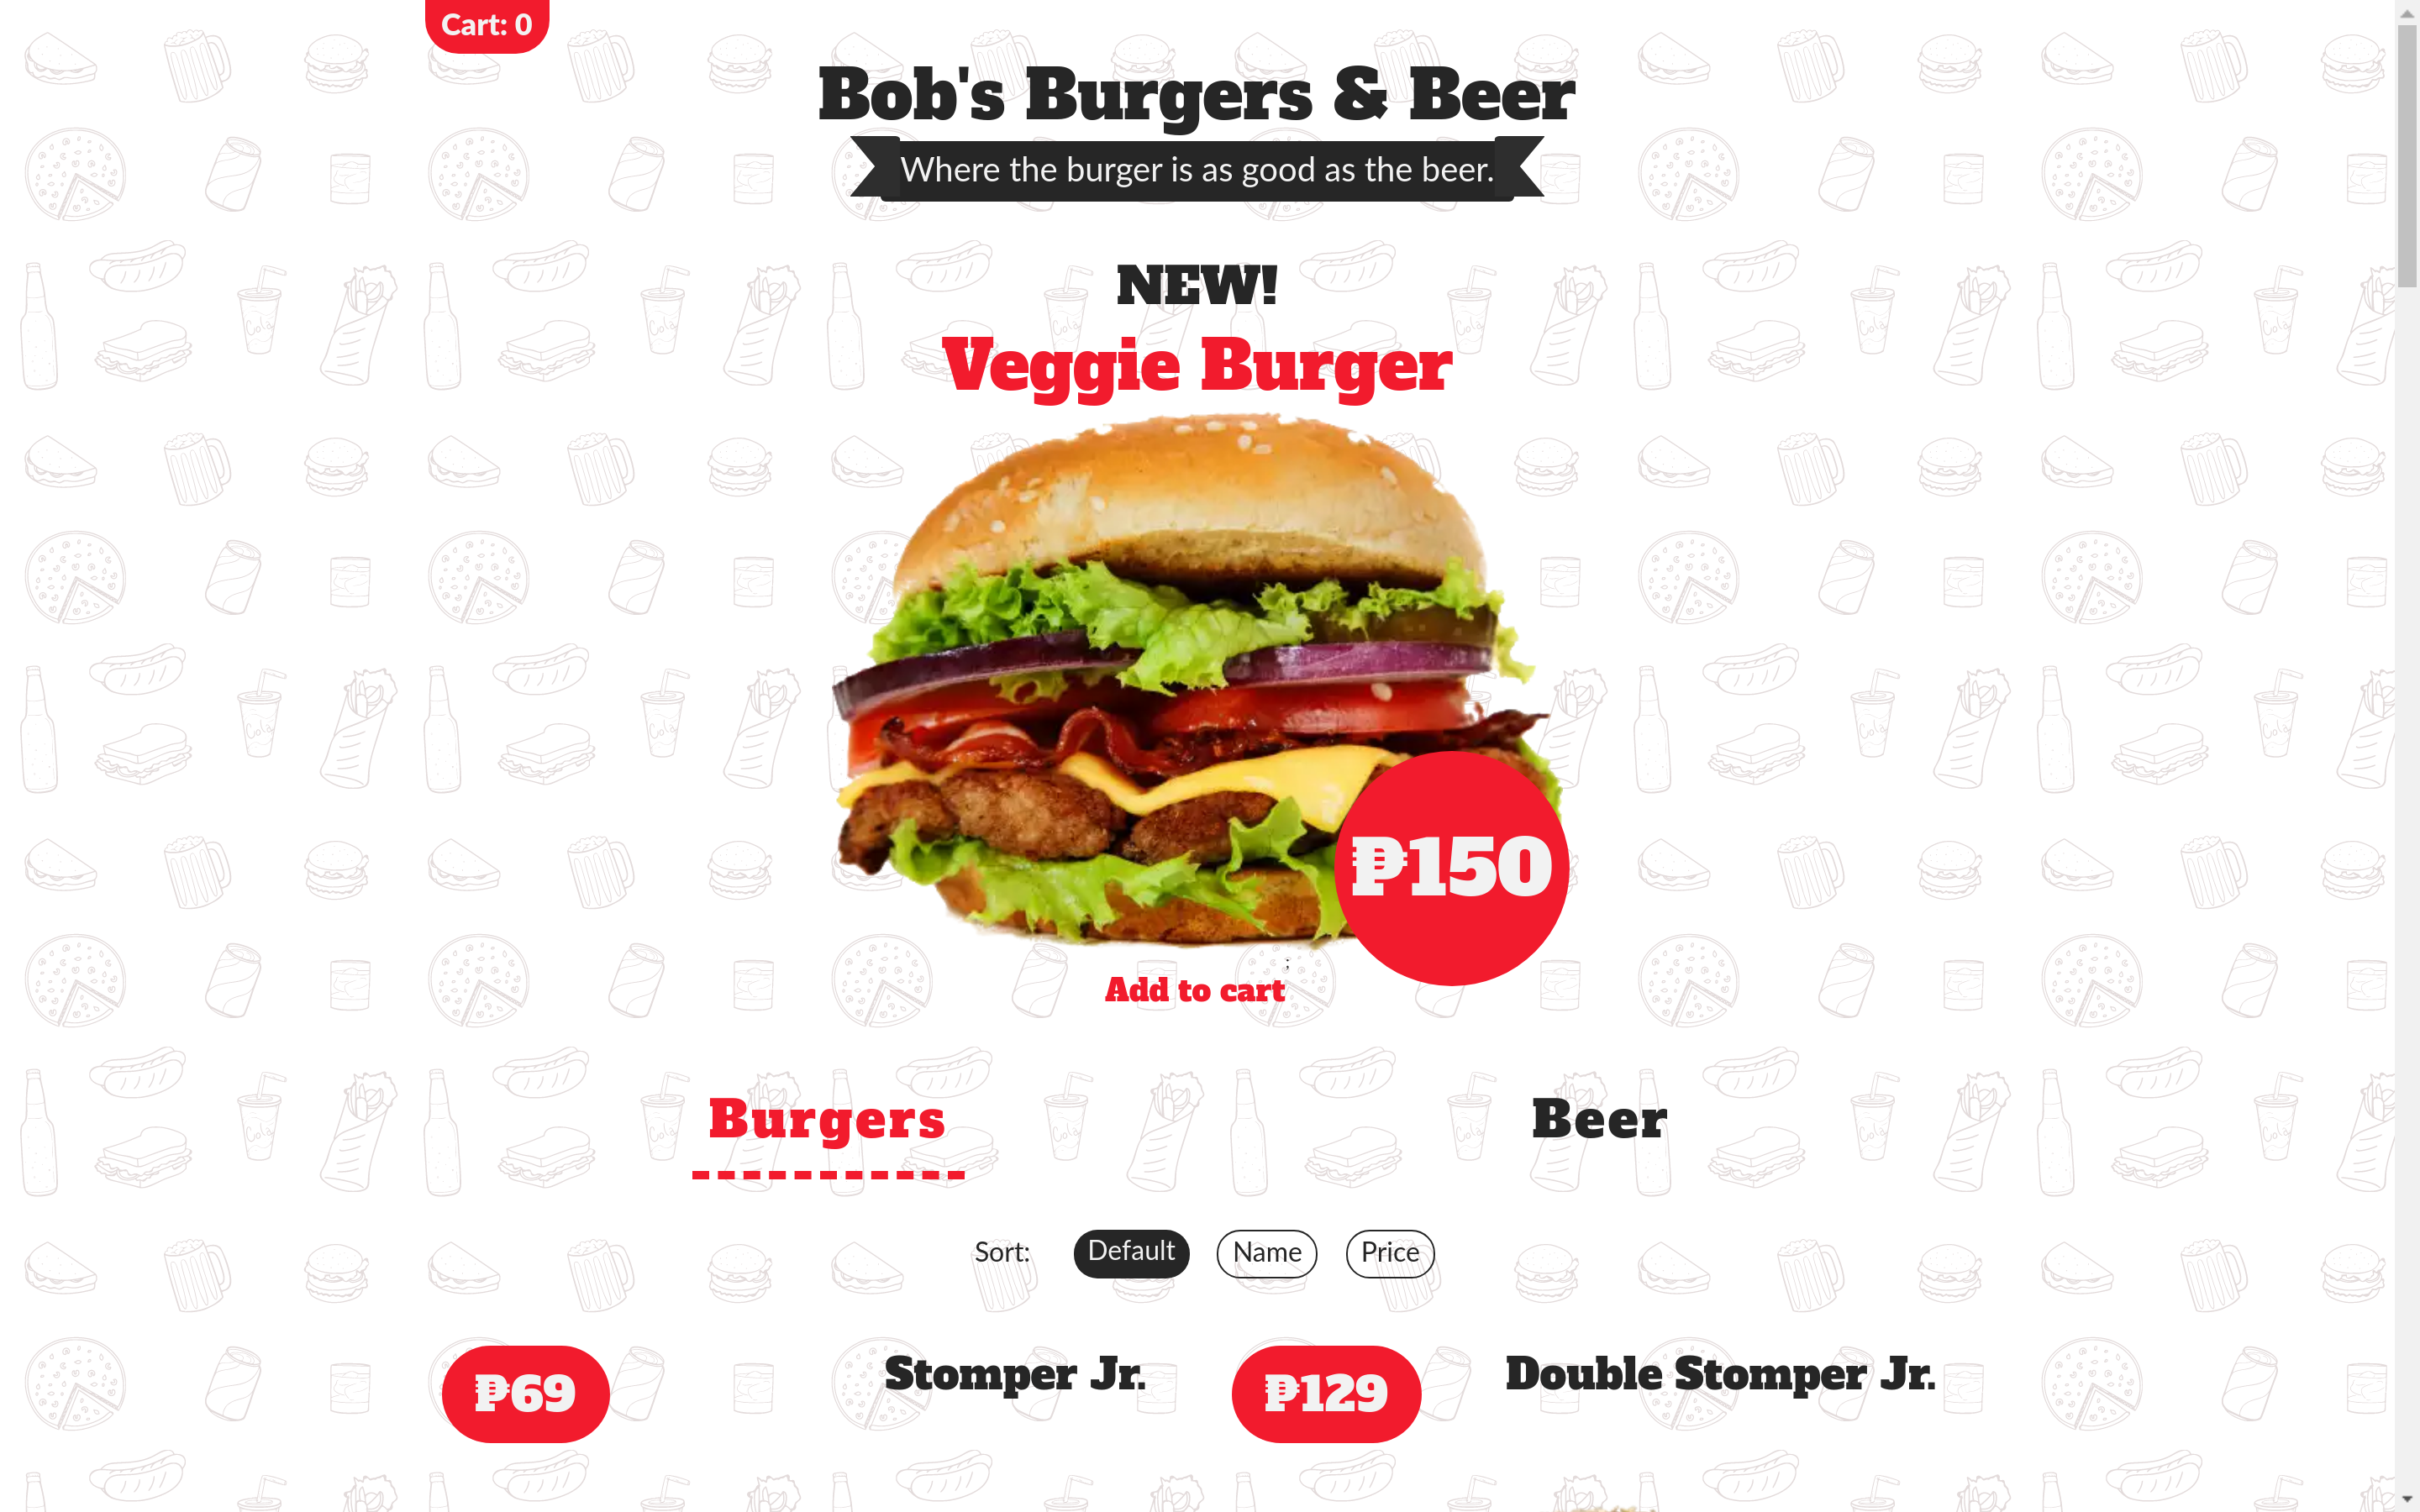 Cart: 0
Bob's Burgers & Beer
Where the burger is as good as the beer.
NEW!
Veggie Burger
₱150
;
Add to cart
Burgers
Beer
Sort:
Default
Name
Price
₱69
Stomper Jr.
₱129
Double Stomper Jr.